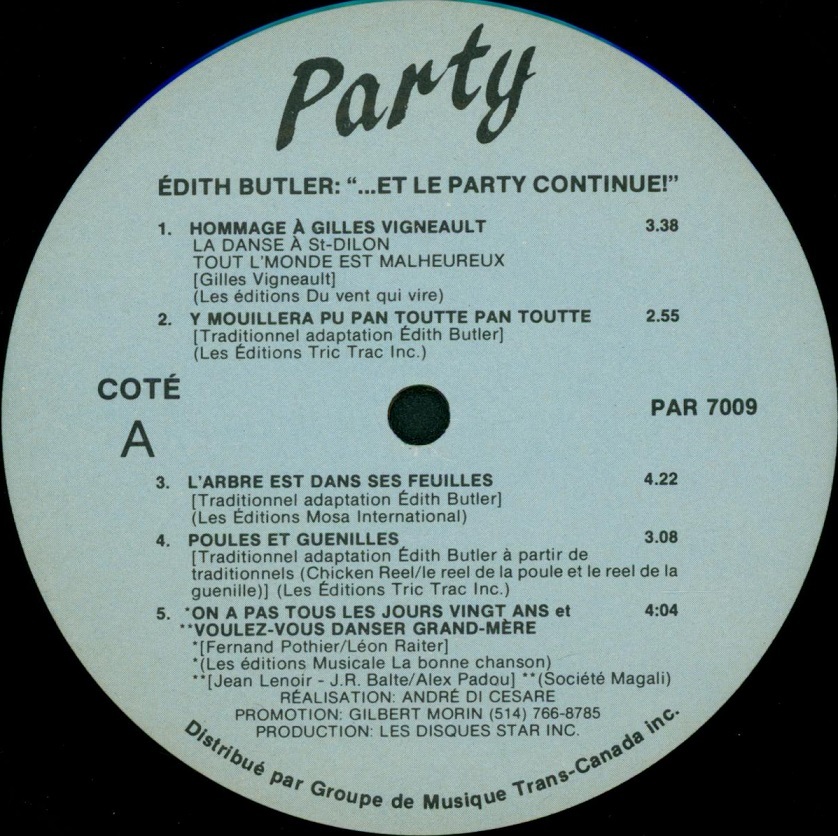 Party
ÉDITH BUTLER: “...ET LE PARTY CONTINUE!”
1. HOMMAGE À GILLES VIGNEAULT 3.38
LA DANSE À St-DILON
TOUT L'MONDE EST MALHEUREUX
[Gilles Vigneault]
(Les éditions Du vent qui vire)
2. Y MOUILLERA PU PAN TOUTTE PAN TOUTTE 2.55
[Traditionnel adaptation Édith Butler]
(Les Éditions Tric Trac Inc.)
COTÉ
A
PAR 7009
3. L'ARBRE EST DANS SES FEUILLES 4.22
[Traditionnel adaptation Édith Butler]
(Les Éditions Mosa International)
4. POULES ET GUENILLES 3.08
[Traditionnel adaptation Édith Butler à partir de
traditionnels (Chicken Reel/le reel de la poule et le reel de la
guenille)] (Les Éditions Tric Trac Inc.)
5. *ON A PAS TOUS LES JOURS VINGT ANS et 4:04
**VOULEZ-VOUS DANSER GRAND-MÈRE
*[Fernand Pothier/Léon Raiter]
*(Les éditions Musicale La bonne chanson)
**[Jean Lenoir - J.R. Balte/Alex Padou] **(Société Magali)
RÉALISATION: ANDRÉ DI CESARE
PROMOTION: GILBERT MORIN (514) 766-8785
PRODUCTION: LES DISQUES STAR INC.
Distribué par Groupe de Musique Trans-Canada inc.